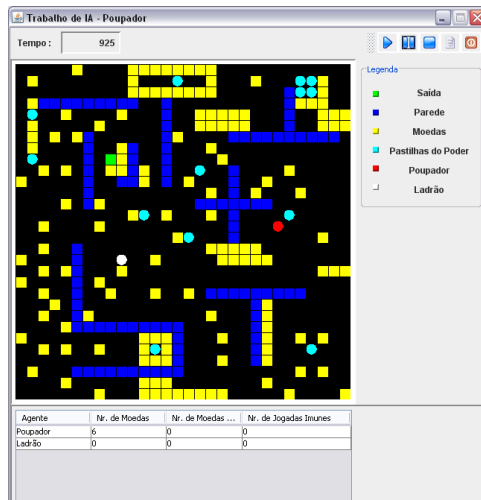 Trabalho de IA - Poupador
Tempo : 925
Legenda
Saída
Parede
Moedas
Pastilhas do Poder
Poupador
Ladrão
Agente Nr. de Moedas Nr. de Moedas ... Nr. de Jogadas Imunes
Poupador 6 0 0
Ladrão 0 0 0